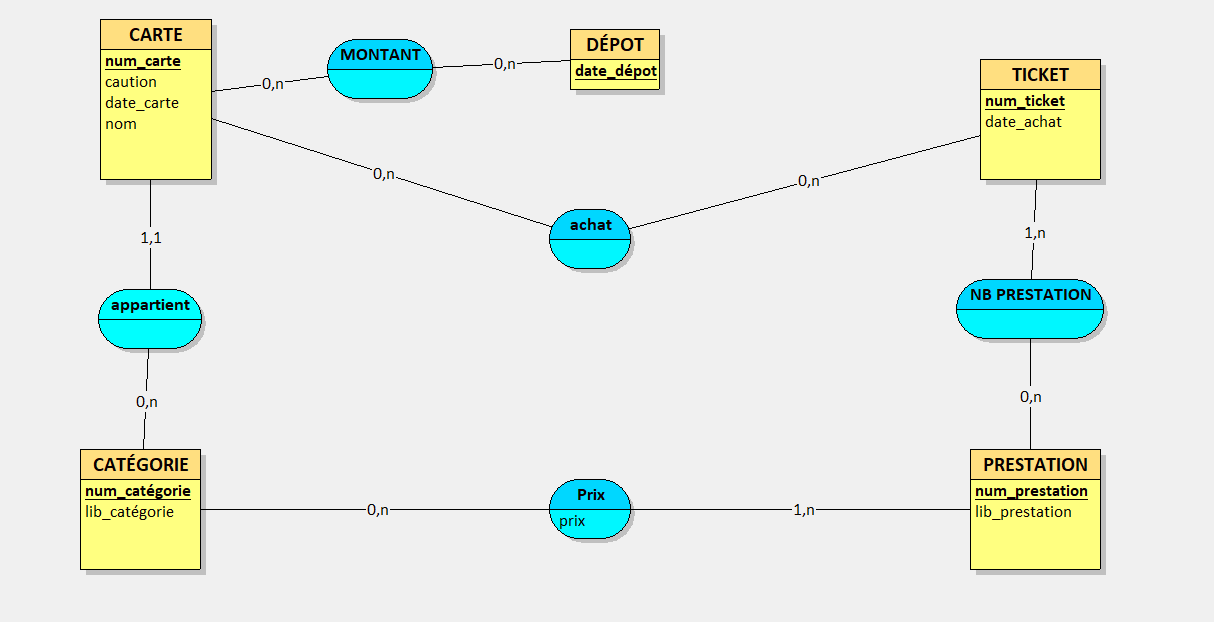 CARTE
num_carte
caution
date_carte
nom
0,n
MONTANT
0,n
DÉPOT
date_dépot
TICKET
num_ticket
date_achat
0,n
achat
0,n
1,1
appartient
0,n
1,n
NB PRESTATION
0,n
CATÉGORIE
num_catégorie
lib_catégorie
0,n
Prix
prix
1,n
PRESTATION
num_prestation
lib_prestation